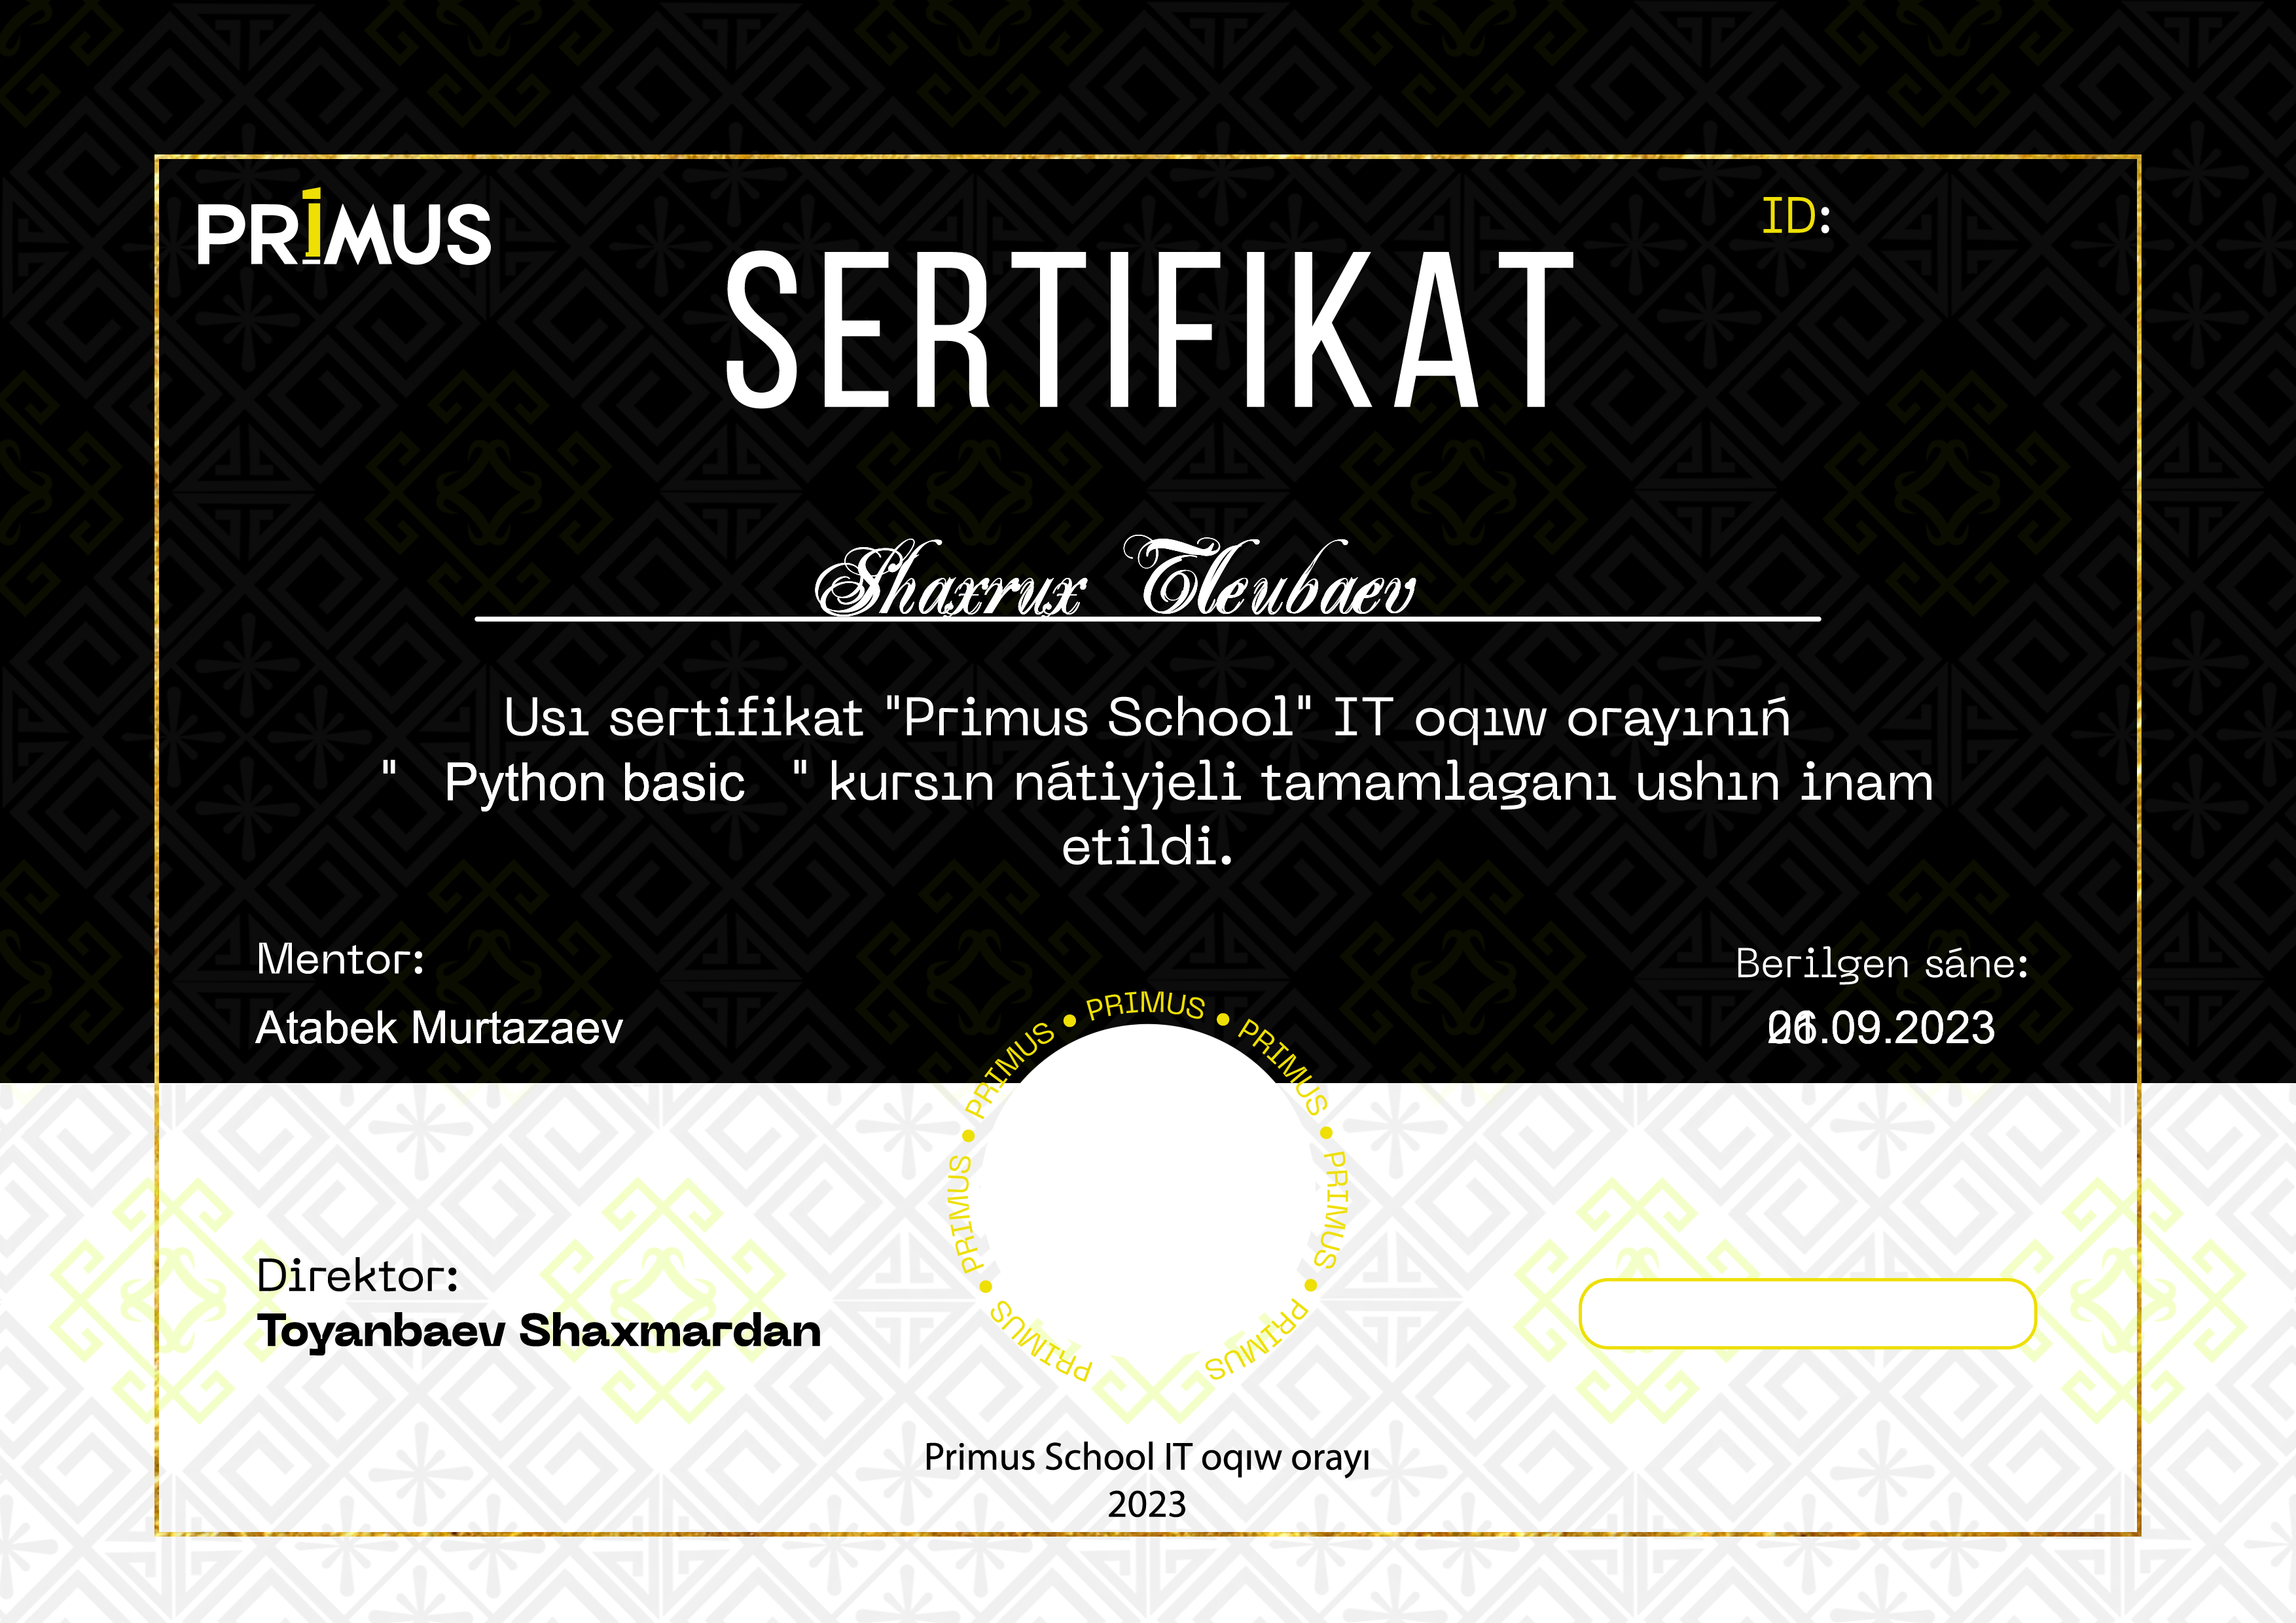 PRIMUS
ID:
SERTIFIKAT
Shaxrux Tleubaev
Usı sertifikat "Primus School" IT oqıw orayınıń
" Python basic " kursın nátiyjeli tamamlaganı ushın inam
etildi.
Mentor:
Atabek Murtazaev
Berilgen sáne:
.09.2023
PRIMUS • PRIMUS • PRIMUS • PRIMUS • PRIMUS • PRIMUS • PRIMUS
Direktor:
Toyanbaev Shaxmardan
Primus School IT oqıw orayı
2023